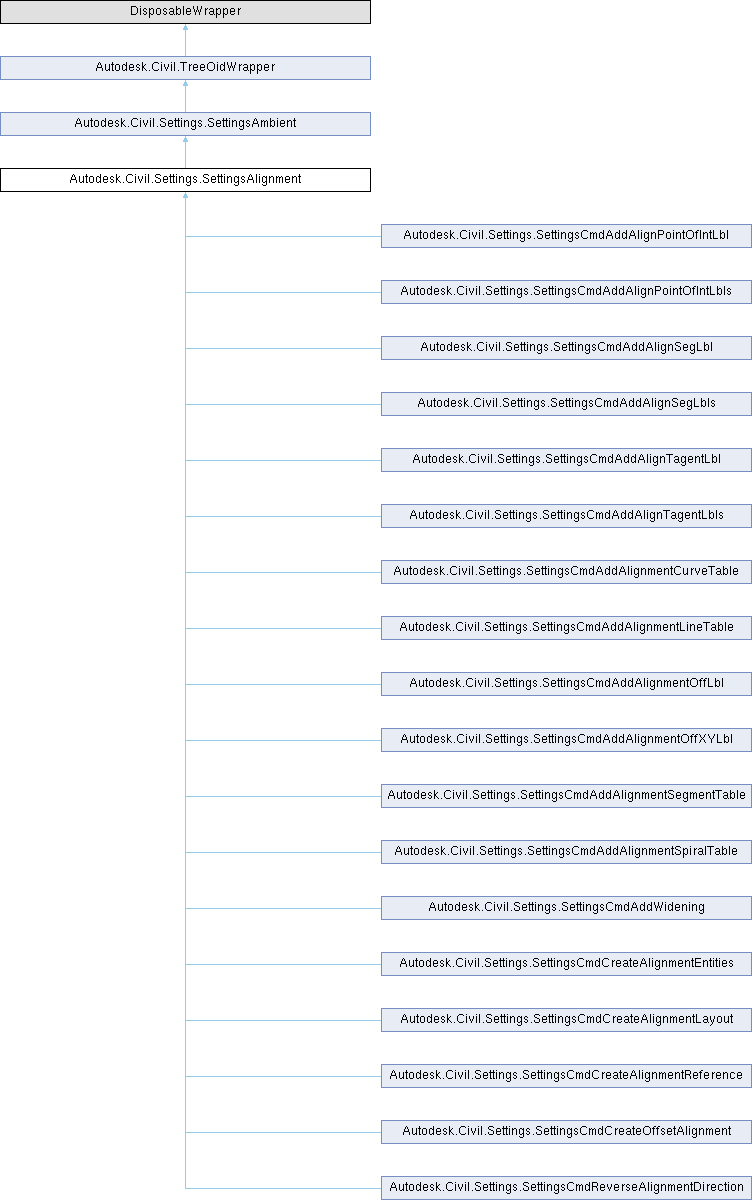 DisposableWrapper
Autodesk.Civil.TreeOidWrapper
Autodesk.Civil.Settings.SettingsAmbient
Autodesk.Civil.Settings.SettingsAlignment
Autodesk.Civil.Settings.SettingsCmdAddAlignPointOfIntLbl
Autodesk.Civil.Settings.SettingsCmdAddAlignPointOfIntLbls
Autodesk.Civil.Settings.SettingsCmdAddAlignSegLbl
Autodesk.Civil.Settings.SettingsCmdAddAlignSegLbls
Autodesk.Civil.Settings.SettingsCmdAddAlignTagentLbl
Autodesk.Civil.Settings.SettingsCmdAddAlignTagentLbls
Autodesk.Civil.Settings.SettingsCmdAddAlignmentCurveTable
Autodesk.Civil.Settings.SettingsCmdAddAlignmentLineTable
Autodesk.Civil.Settings.SettingsCmdAddAlignmentOffLbl
Autodesk.Civil.Settings.SettingsCmdAddAlignmentOffXYLbl
Autodesk.Civil.Settings.SettingsCmdAddAlignmentSegmentTable
Autodesk.Civil.Settings.SettingsCmdAddAlignmentSpiralTable
Autodesk.Civil.Settings.SettingsCmdAddWidening
Autodesk.Civil.Settings.SettingsCmdCreateAlignmentEntities
Autodesk.Civil.Settings.SettingsCmdCreateAlignmentLayout
Autodesk.Civil.Settings.SettingsCmdCreateAlignmentReference
Autodesk.Civil.Settings.SettingsCmdCreateOffsetAlignment
Autodesk.Civil.Settings.SettingsCmdReverseAlignmentDirection